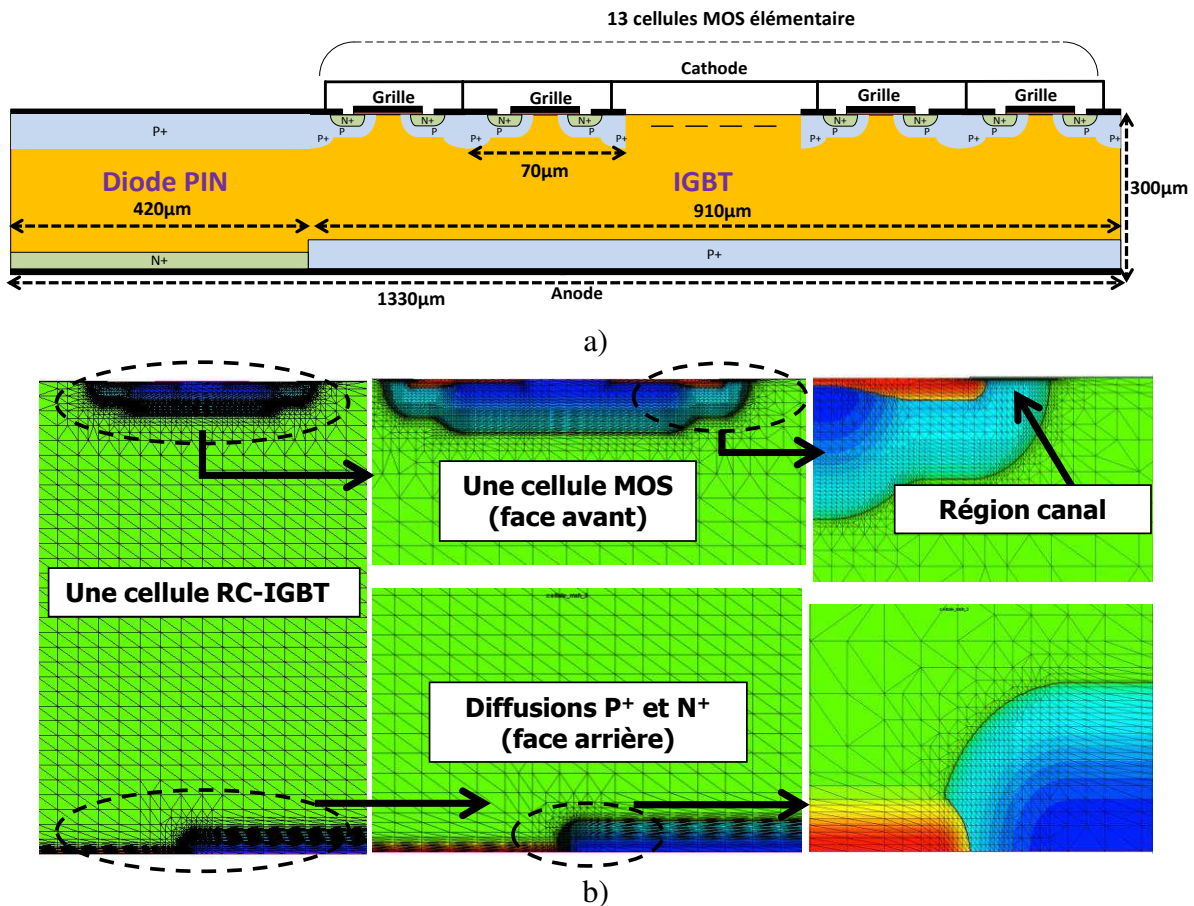 13 cellules MOS élémentaire
Cathode
Grille Grille Grille Grille
N+ N+ N+ N+ N+ N+ N+ N+
P+ P+ P P P+ P P P+ P+ P P P+ P P P+
Diode PIN
70µm
IGBT
300µm
420µm
910µm
N+
P+
1330µm
Anode
a)
Une cellule MOS
(face avant)
Région canal
Une cellule RC-IGBT
Diffusions P+ et N+
(face arrière)
b)